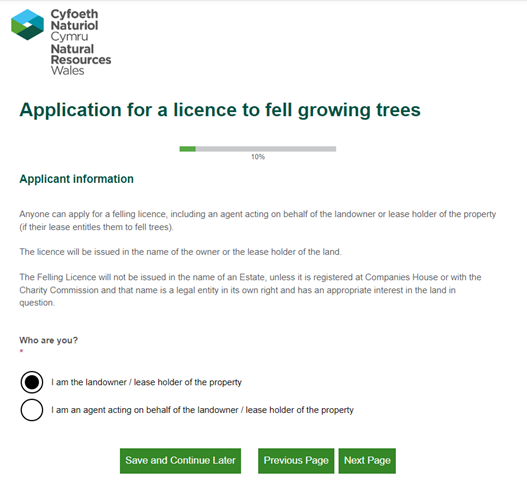 Cyfoeth
Naturiol
Cymru
Natural
Resources
Wales
Application for a licence to fell growing trees
10%
Applicant information
Anyone can apply for a felling licence, including an agent acting on behalf of the landowner or lease holder of the property
(if their lease entitles them to fell trees).
The licence will be issued in the name of the owner or the lease holder of the land.
The Felling Licence will not be issued in the name of an Estate, unless it is registered at Companies House or with the
Charity Commission and that name is a legal entity in its own right and has an appropriate interest in the land in
question.
Who are you?
*
I am the landowner / lease holder of the property
I am an agent acting on behalf of the landowner / lease holder of the property
Save and Continue Later Previous Page Next Page